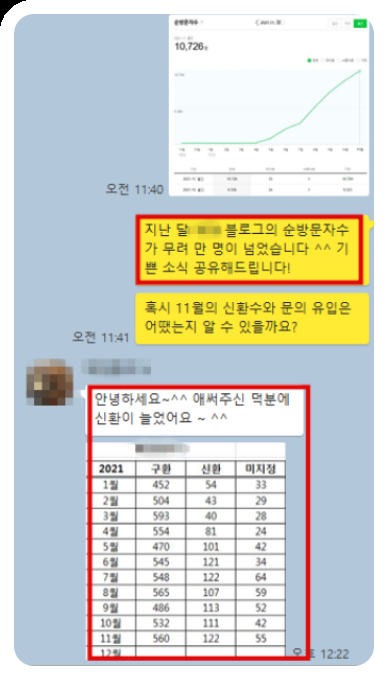 순방문자수
2021.11. 월간
10,726
오전 11:40
지난 달 블로그의 순방문자수
가 무려 만 명이 넘었습니다 ^^ 기
쁜 소식 공유해드립니다!
혹시 11월의 신환수와 문의 유입은
어땠는지 알 수 있을까요?
오전 11:41
안녕하세요~^^ 애써주신 덕분에
신환이 늘었어요 ~ ^^
2021 구환 신환 미지정
1월 452 54 33
2월 504 43 29
3월 593 40 28
4월 554 81 24
5월 470 101 42
6월 545 121 34
7월 548 122 64
8월 565 107 59
9월 486 113 52
10월 532 111 42
11월 560 122 55
12월
오후 12:22